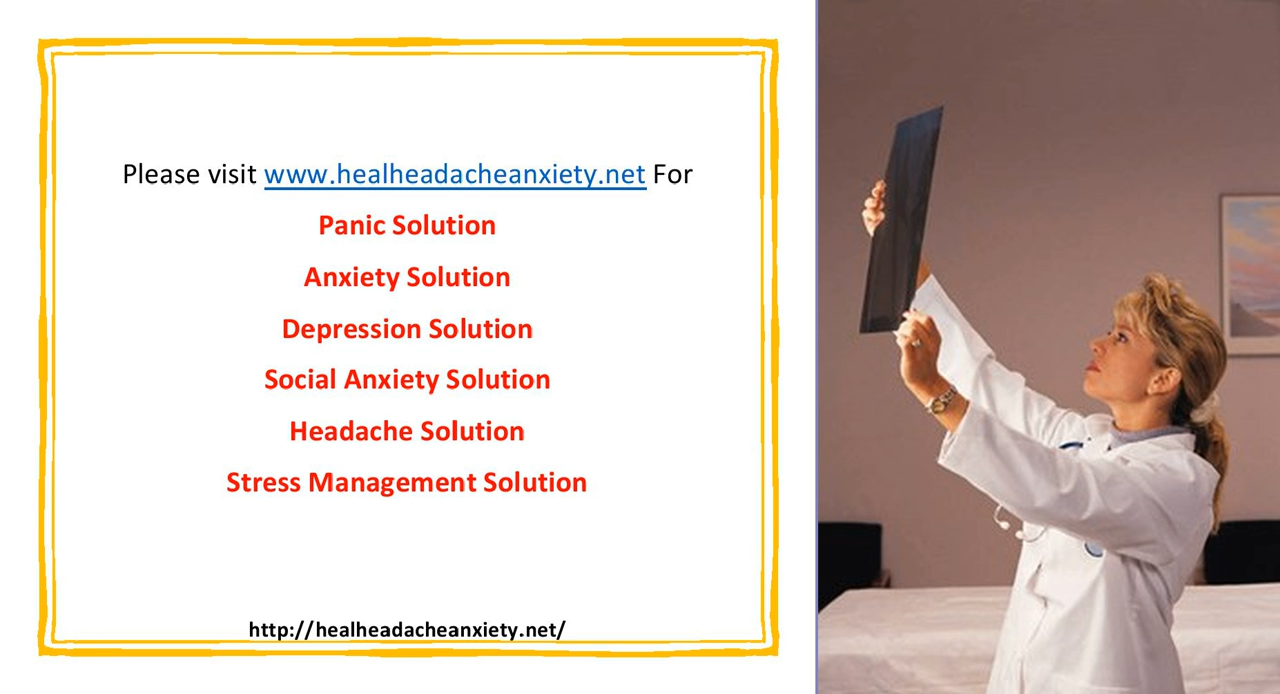 Please visit www.healheadacheanxiety.net For
Panic Solution
Anxiety Solution
Depression Solution
Social Anxiety Solution
Headache Solution
Stress Management Solution
http://healheadacheanxiety.net/